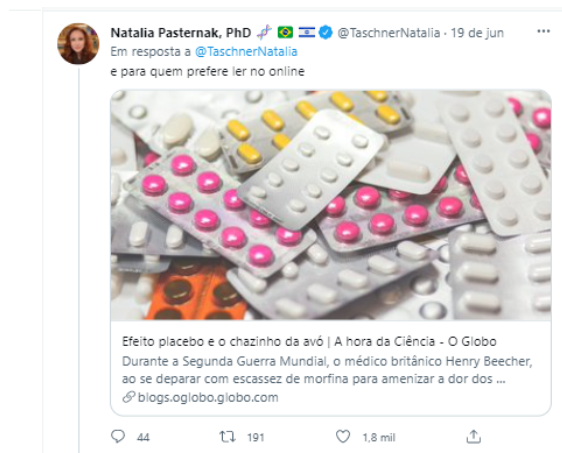 Natalia Pasternak, PhD 🧬 🇧🇷 🇮🇱 @TaschnerNatalia · 19 de jun
Em resposta a @TaschnerNatalia
e para quem prefere ler no online
Efeito placebo e o chazinho da avó | A hora da Ciência - O Globo
Durante a Segunda Guerra Mundial, o médico britânico Henry Beecher,
ao se deparar com escassez de morfina para amenizar a dor dos ...
blogs.oglobo.globo.com
44 191 1,8 mil